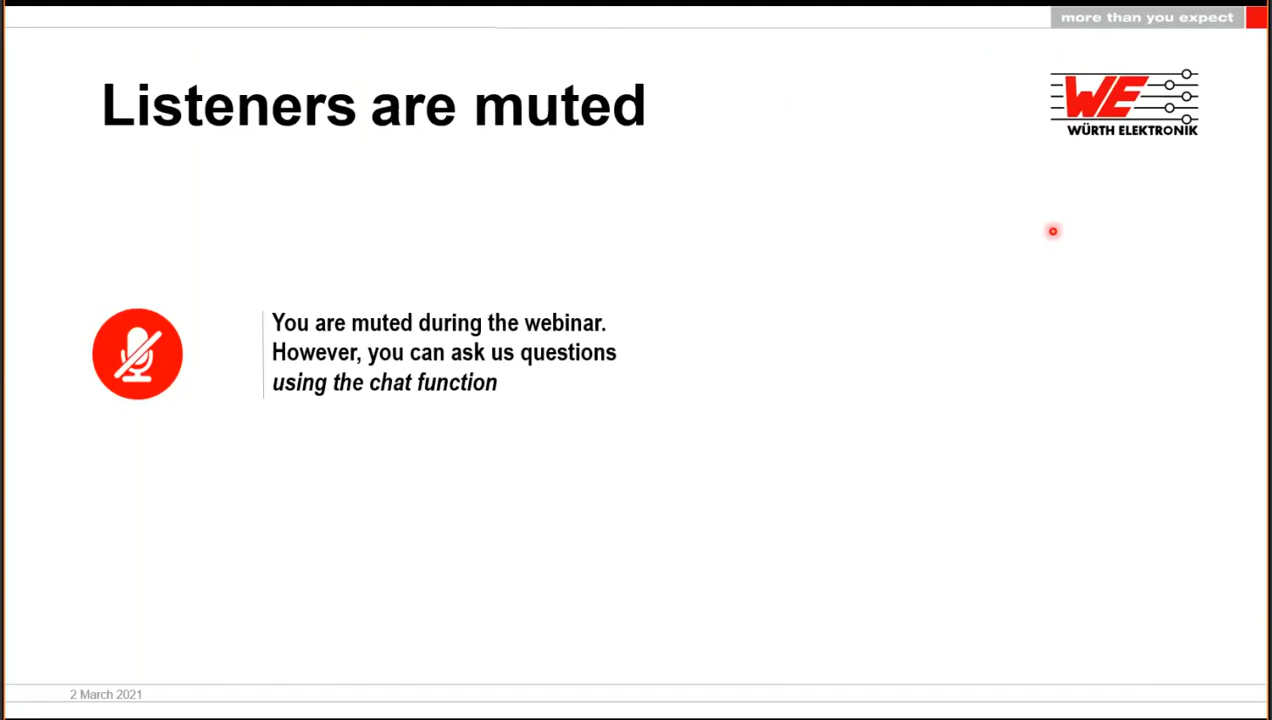 more than you expect
Listeners are muted
WE
WÜRTH ELEKTRONIK
You are muted during the webinar.
However, you can ask us questions
using the chat function
2 March 2021